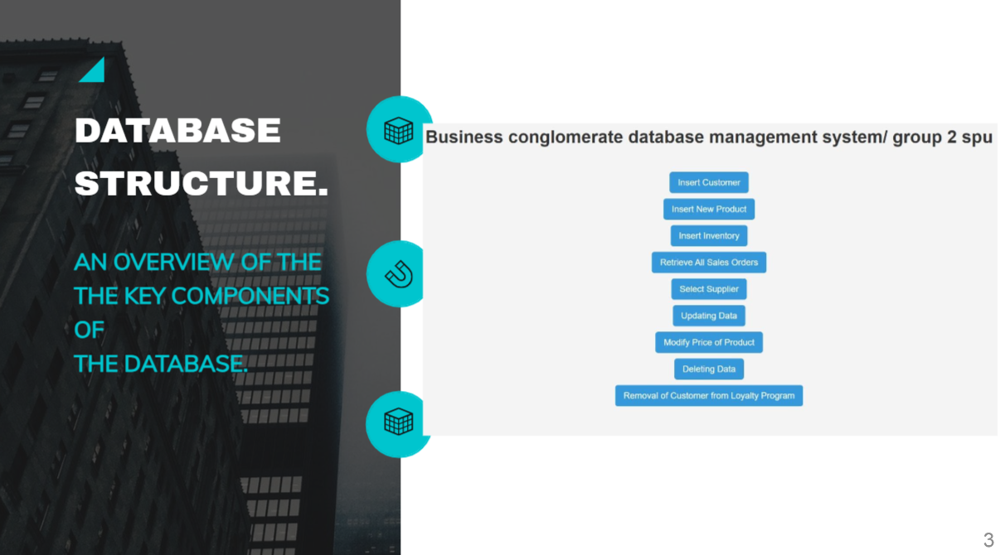 DATABASE
STRUCTURE.
AN OVERVIEW OF THE
THE KEY COMPONENTS
OF
THE DATABASE.
Business conglomerate database management system/ group 2 spu
Insert Customer
Insert New Product
Insert Inventory
Retrieve All Sales Orders
Select Supplier
Updating Data
Modify Price of Product
Deleting Data
Removal of Customer from Loyalty Program
3